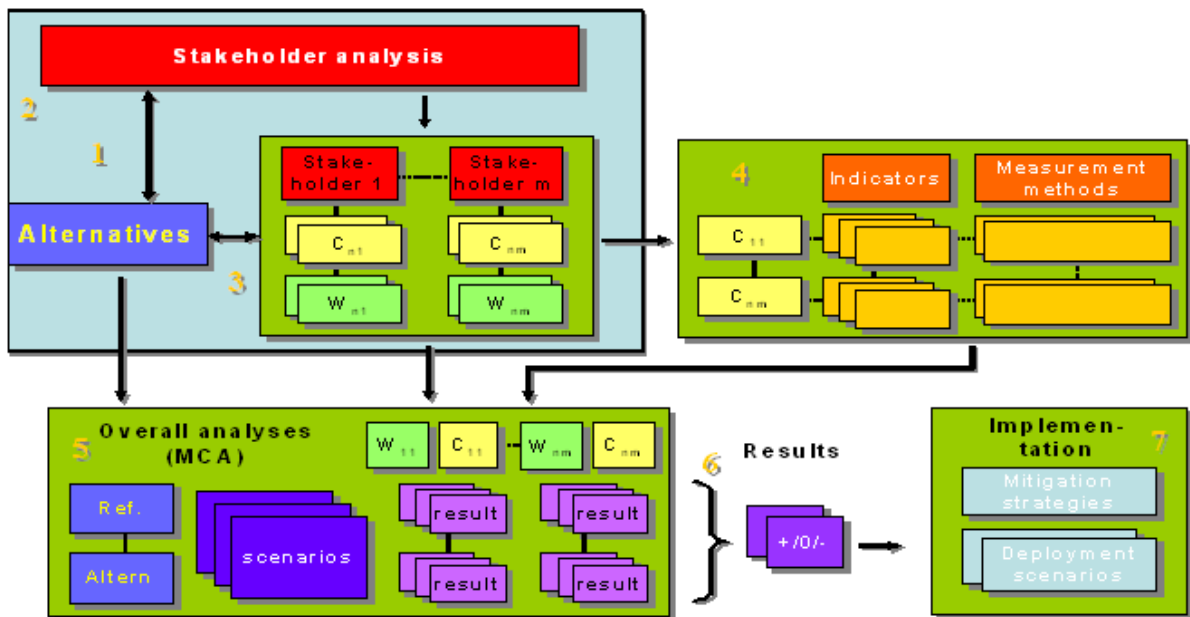 Stakeholder analysis
2
1
Stake-
holder 1
Stake-
holder m
4
Indicators
Measurement
methods
Alternatives
3
C n1
C nm
W n1
W nm
C 11
C nm
5
Overall analyses
(MCA)
W 11
C 11
W nm
C nm
Ref.
Altern
scenarios
result
result
result
result
6
Results
+/0/-
Implemen-
tation
7
Mitigation
strategies
Deployment
scenarios